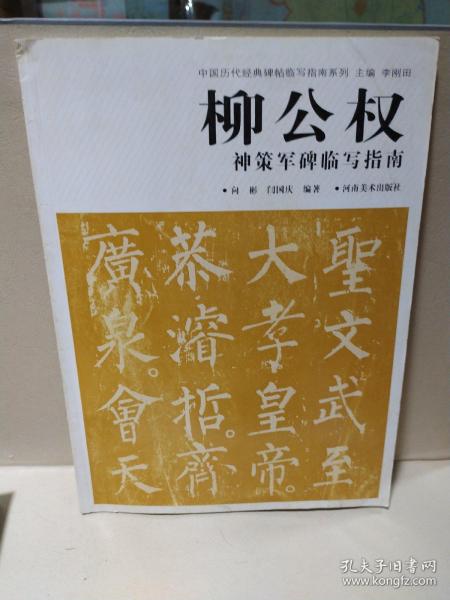 中国历代经典碑帖临写指南系列 主编 李刚田
柳公权
神策军碑临写指南
·向 彬 闫国庆 编著 ·河南美术出版社
聖文武至
大孝皇帝。
恭濬哲。齊
廣泉。會天
孔夫子旧书网
www.kongfz.com